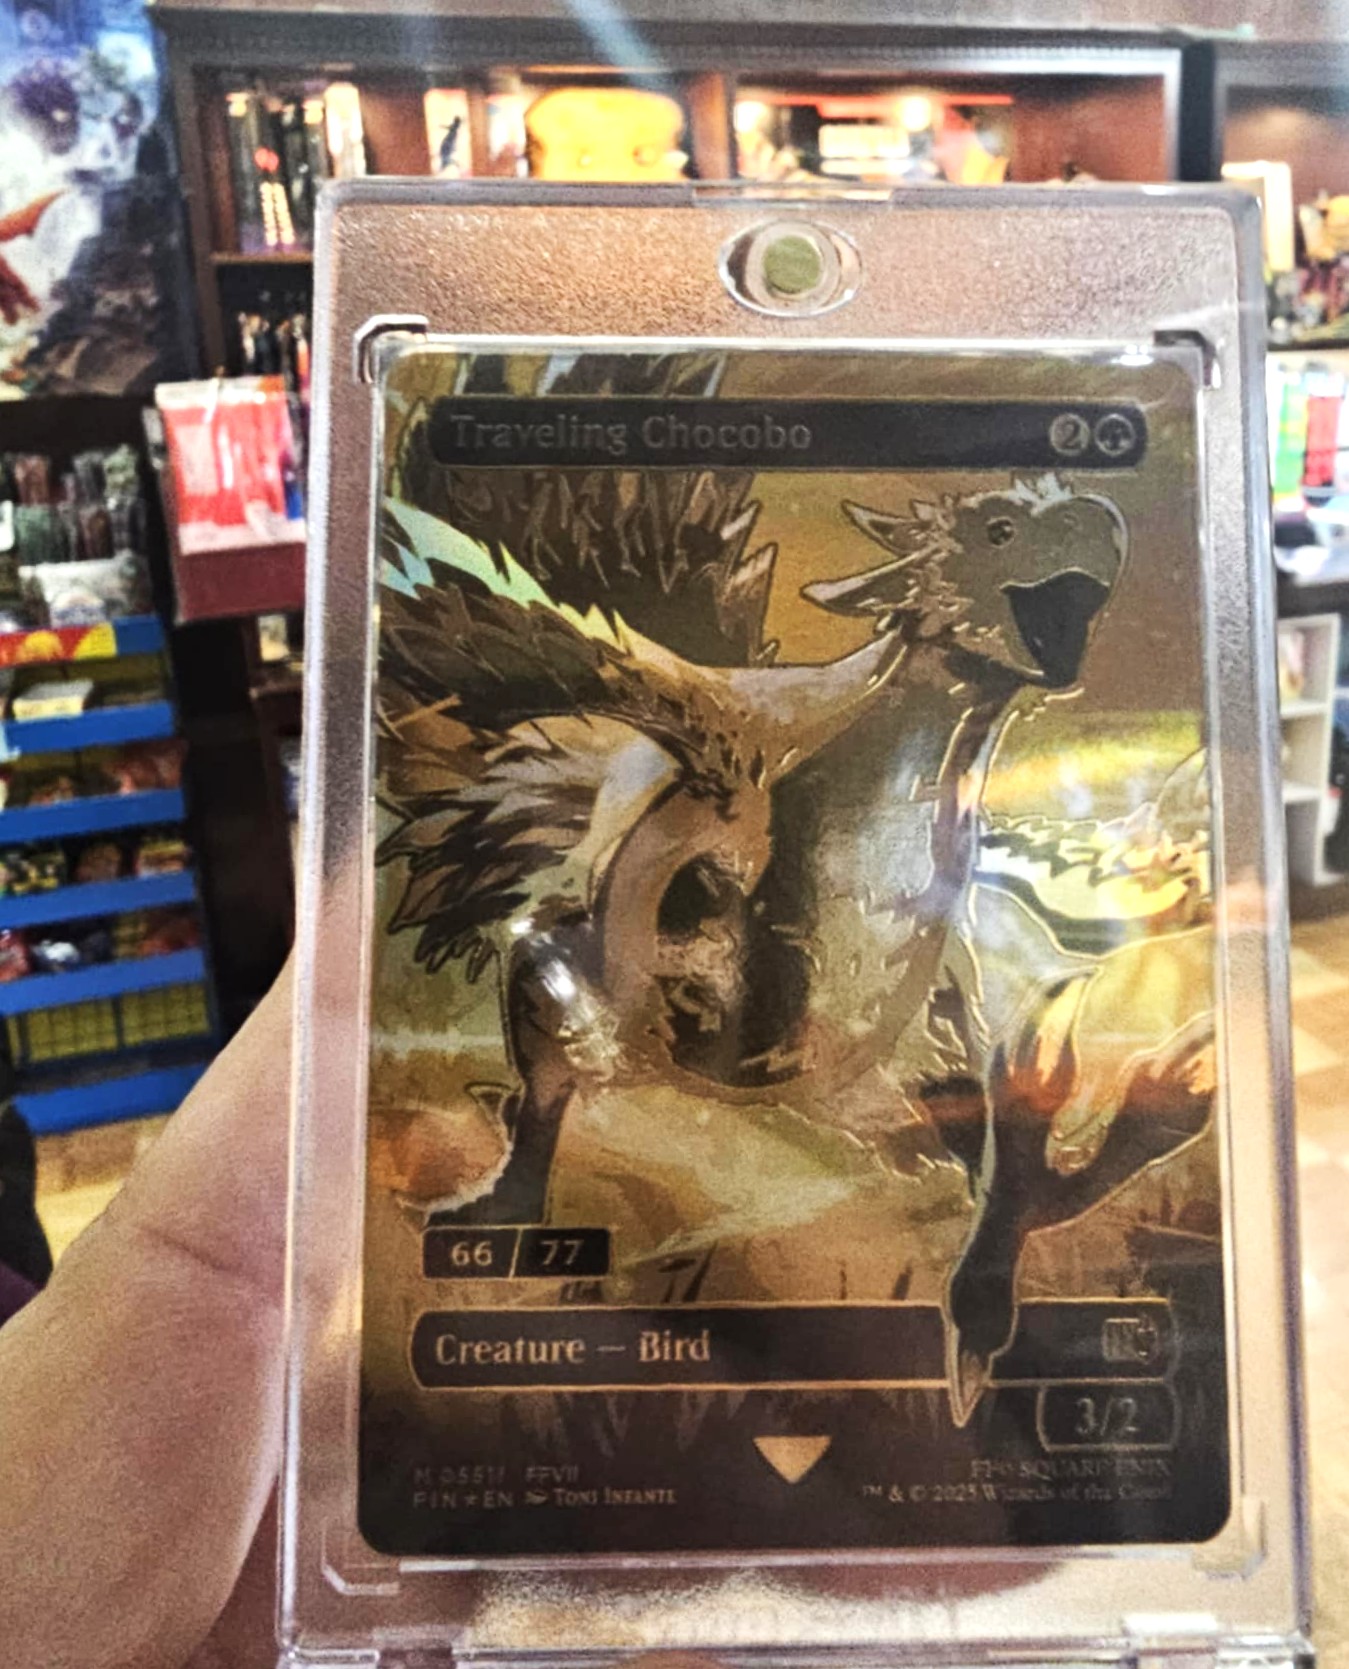 Traveling Chocobo 2
66 / 77
Creature — Bird
3/2
M 0551f FFVII
FIN ★ EN Toni Infante
SQUARE ENIX
™ & © 2025 Wizards of the Coast